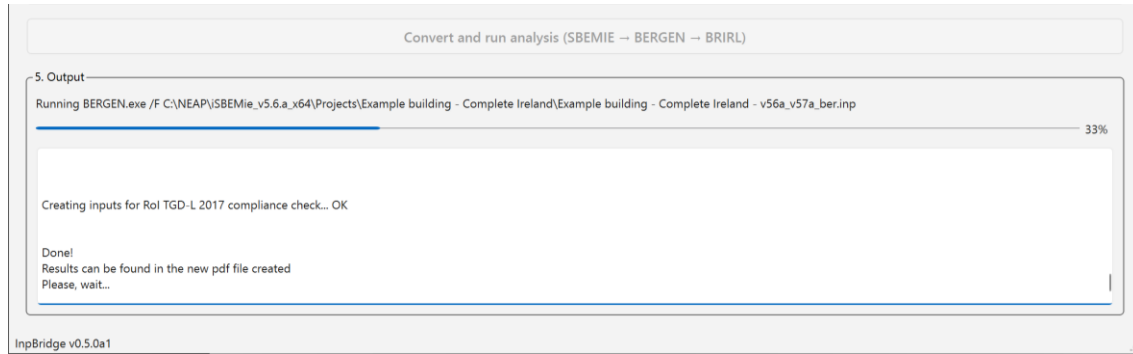 Convert and run analysis (SBEMIE → BERGEN → BRIRL)
5. Output
Running BERGEN.exe /F C:\NEAP\iSBEMie_v5.6.a_x64\Projects\Example building - Complete Ireland\Example building - Complete Ireland - v56a_v57a_ber.inp
33%
Creating inputs for RoI TGD-L 2017 compliance check... OK
Done!
Results can be found in the new pdf file created
Please, wait...
InpBridge v0.5.0a1